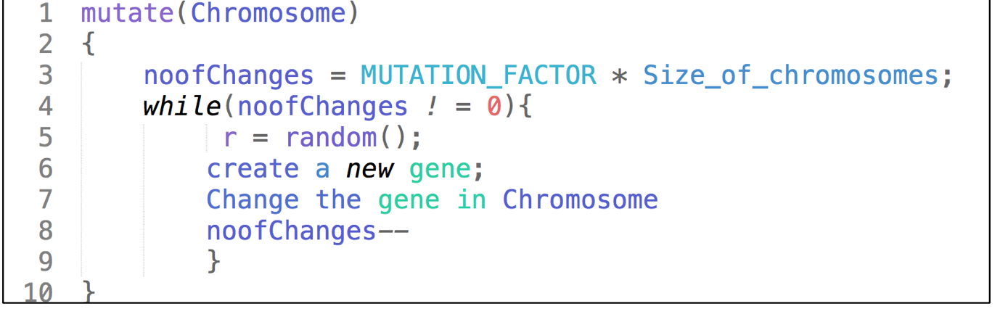 1 mutate(Chromosome)
2 {
3 noofChanges = MUTATION_FACTOR * Size_of_chromosomes;
4 while(noofChanges ! = 0){
5 r = random();
6 create a new gene;
7 Change the gene in Chromosome
8 noofChanges--
9 }
10 }